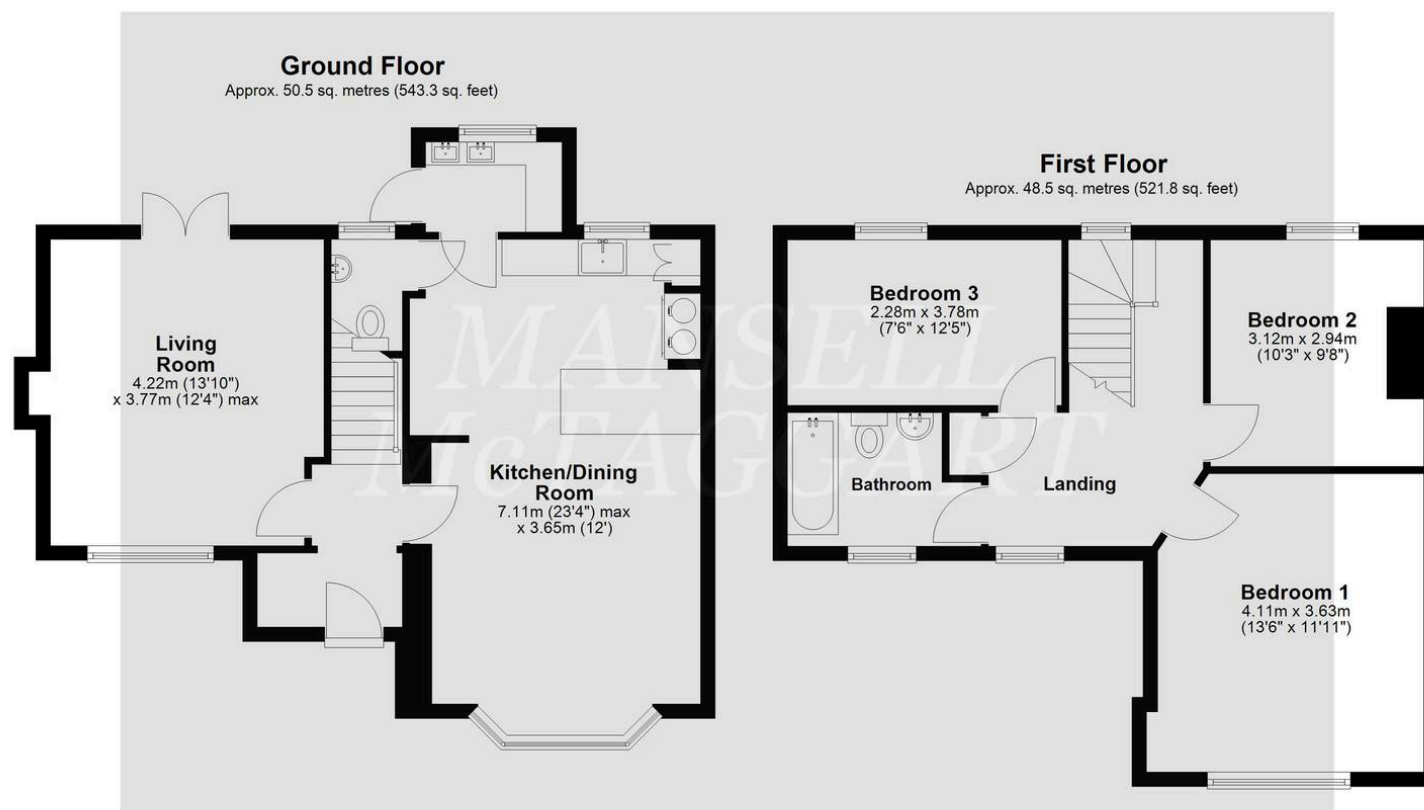 Ground Floor
Approx. 50.5 sq. metres (543.3 sq. feet)
First Floor
Approx. 48.5 sq. metres (521.8 sq. feet)
Living
Room
4.22m (13'10")
x 3.77m (12'4") max
Kitchen/Dining
Room
7.11m (23'4") max
x 3.65m (12')
Bedroom 3
2.28m x 3.78m
(7'6" x 12'5")
Bedroom 2
3.12m x 2.94m
(10'3" x 9'8")
Bathroom
Landing
Bedroom 1
4.11m x 3.63m
(13'6" x 11'11")
MANSELL
McTAGGART